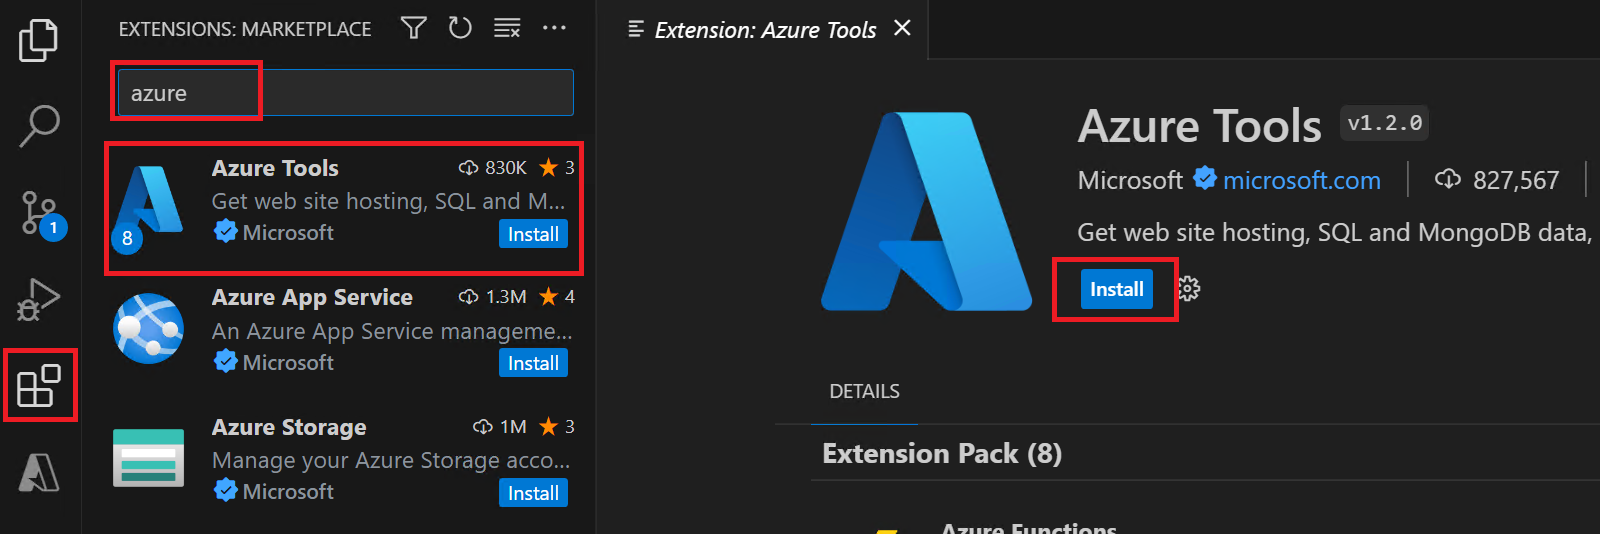 EXTENSIONS: MARKETPLACE
azure
Azure Tools 830K ★ 3
Get web site hosting, SQL and M...
8 Microsoft Install
1
Azure App Service 1.3M ★ 4
An Azure App Service manageme...
Microsoft Install
Azure Storage 1M ★ 3
Manage your Azure Storage acco...
Microsoft Install
Extension: Azure Tools
Azure Tools v1.2.0
Microsoft microsoft.com 827,567
Get web site hosting, SQL and MongoDB data,
Install
DETAILS
Extension Pack (8)
Azure Functions